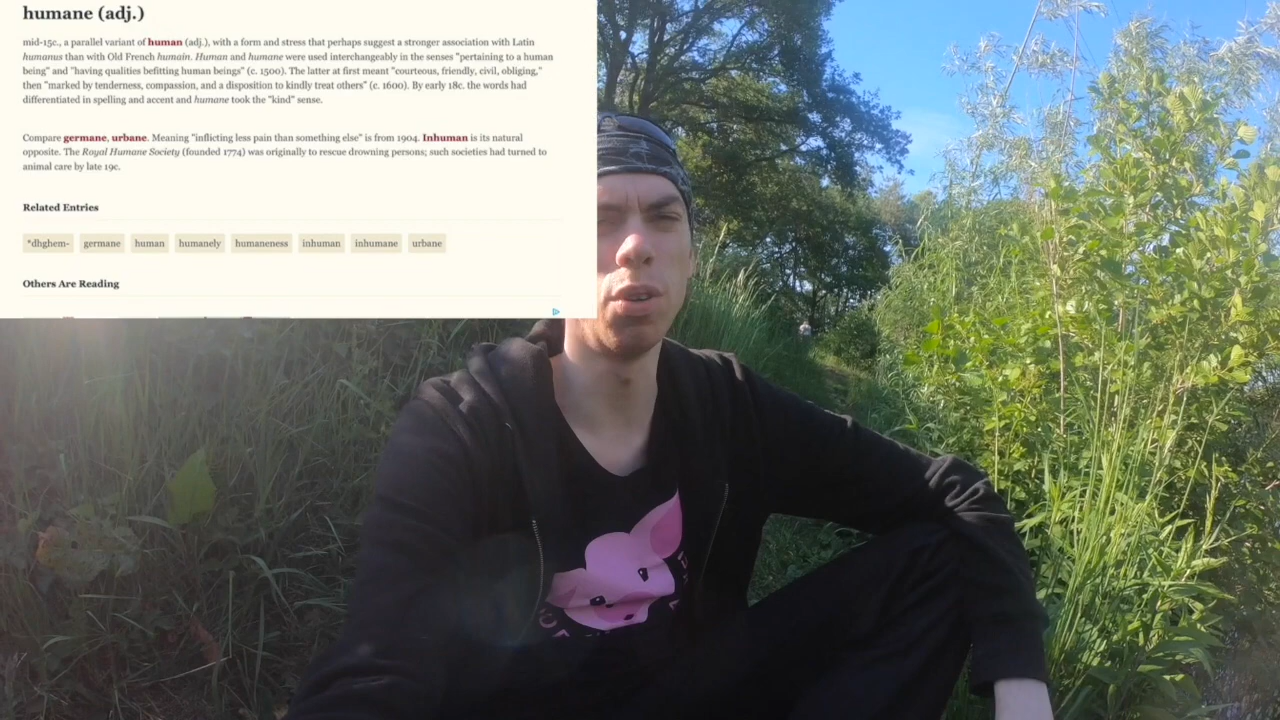 humane (adj.)
mid-15c., a parallel variant of human (adj.), with a form and stress that perhaps suggest a stronger association with Latin
humanus than with Old French humain. Human and humane were used interchangeably in the senses "pertaining to a human
being" and "having qualities befitting human beings" (c. 1500). The latter at first meant "courteous, friendly, civil, obliging,"
then "marked by tenderness, compassion, and a disposition to kindly treat others" (c. 1600). By early 18c. the words had
differentiated in spelling and accent and humane took the "kind" sense.
Compare germane, urbane. Meaning "inflicting less pain than something else" is from 1904. Inhuman is its natural
opposite. The Royal Humane Society (founded 1774) was originally to rescue drowning persons; such societies had turned to
animal care by late 19c.
Related Entries
*dhghem- germane human humanely humaneness inhuman inhumane urbane
Others Are Reading